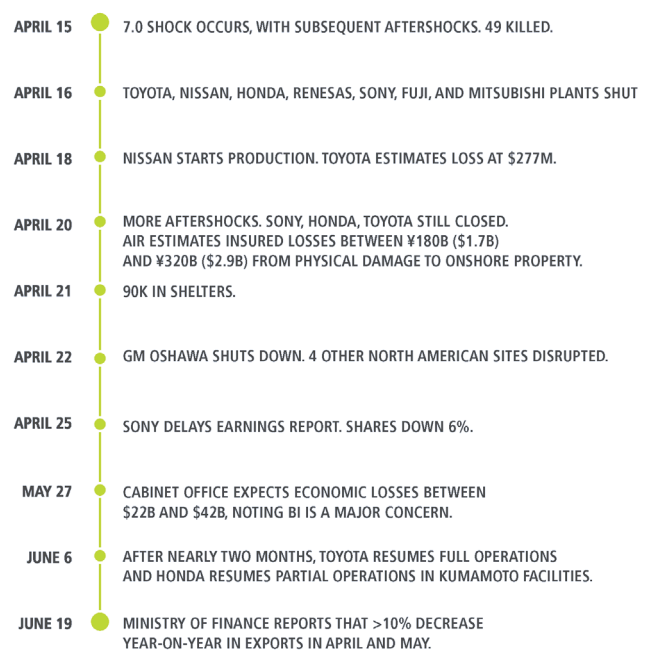 APRIL 15
7.0 SHOCK OCCURS, WITH SUBSEQUENT AFTERSHOCKS. 49 KILLED.
APRIL 16
TOYOTA, NISSAN, HONDA, RENESAS, SONY, FUJI, AND MITSUBISHI PLANTS SHUT
APRIL 18
NISSAN STARTS PRODUCTION. TOYOTA ESTIMATES LOSS AT $277M.
APRIL 20
MORE AFTERSHOCKS. SONY, HONDA, TOYOTA STILL CLOSED.
AIR ESTIMATES INSURED LOSSES BETWEEN ¥180B ($1.7B)
AND ¥320B ($2.9B) FROM PHYSICAL DAMAGE TO ONSHORE PROPERTY.
APRIL 21
90K IN SHELTERS.
APRIL 22
GM OSHAWA SHUTS DOWN. 4 OTHER NORTH AMERICAN SITES DISRUPTED.
APRIL 25
SONY DELAYS EARNINGS REPORT. SHARES DOWN 6%.
MAY 27
CABINET OFFICE EXPECTS ECONOMIC LOSSES BETWEEN
$22B AND $42B, NOTING BI IS A MAJOR CONCERN.
JUNE 6
AFTER NEARLY TWO MONTHS, TOYOTA RESUMES FULL OPERATIONS
AND HONDA RESUMES PARTIAL OPERATIONS IN KUMAMOTO FACILITIES.
JUNE 19
MINISTRY OF FINANCE REPORTS THAT >10% DECREASE
YEAR-ON-YEAR IN EXPORTS IN APRIL AND MAY.